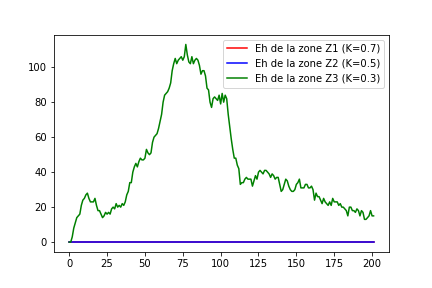 Eh de la zone Z1 (K=0.7)
Eh de la zone Z2 (K=0.5)
Eh de la zone Z3 (K=0.3)
100
80
60
40
20
0
0 25 50 75 100 125 150 175 200